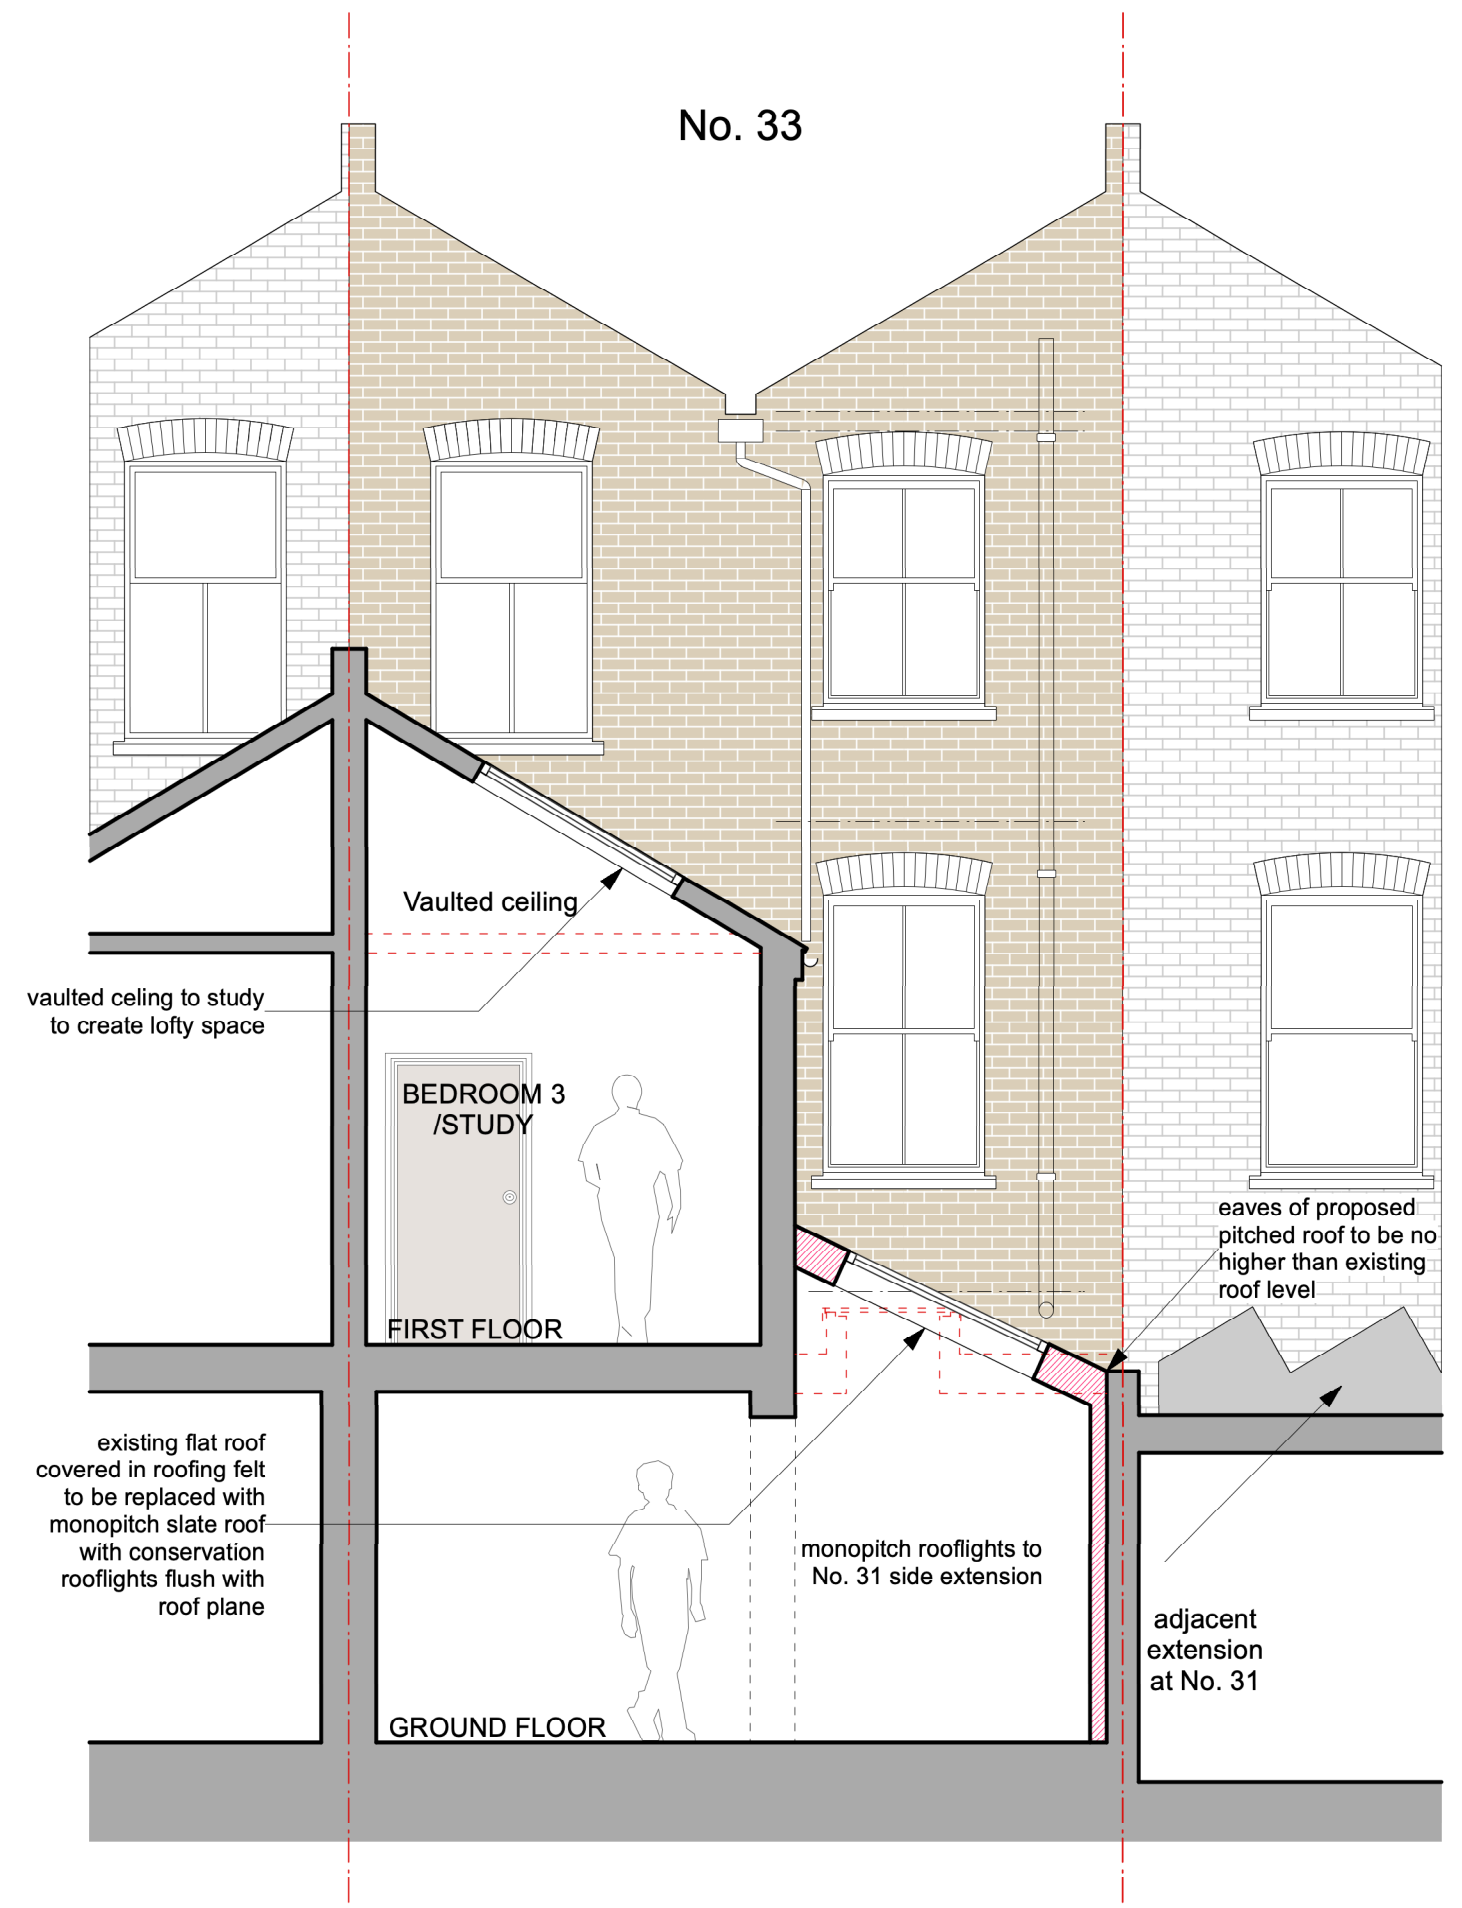 No. 33
Vaulted ceiling
vaulted celing to study
to create lofty space
BEDROOM 3
/STUDY
eaves of proposed
pitched roof to be no
higher than existing
roof level
FIRST FLOOR
existing flat roof
covered in roofing felt
to be replaced with
monopitch slate roof
with conservation
rooflights flush with
roof plane
monopitch rooflights to
No. 31 side extension
adjacent
extension
at No. 31
GROUND FLOOR